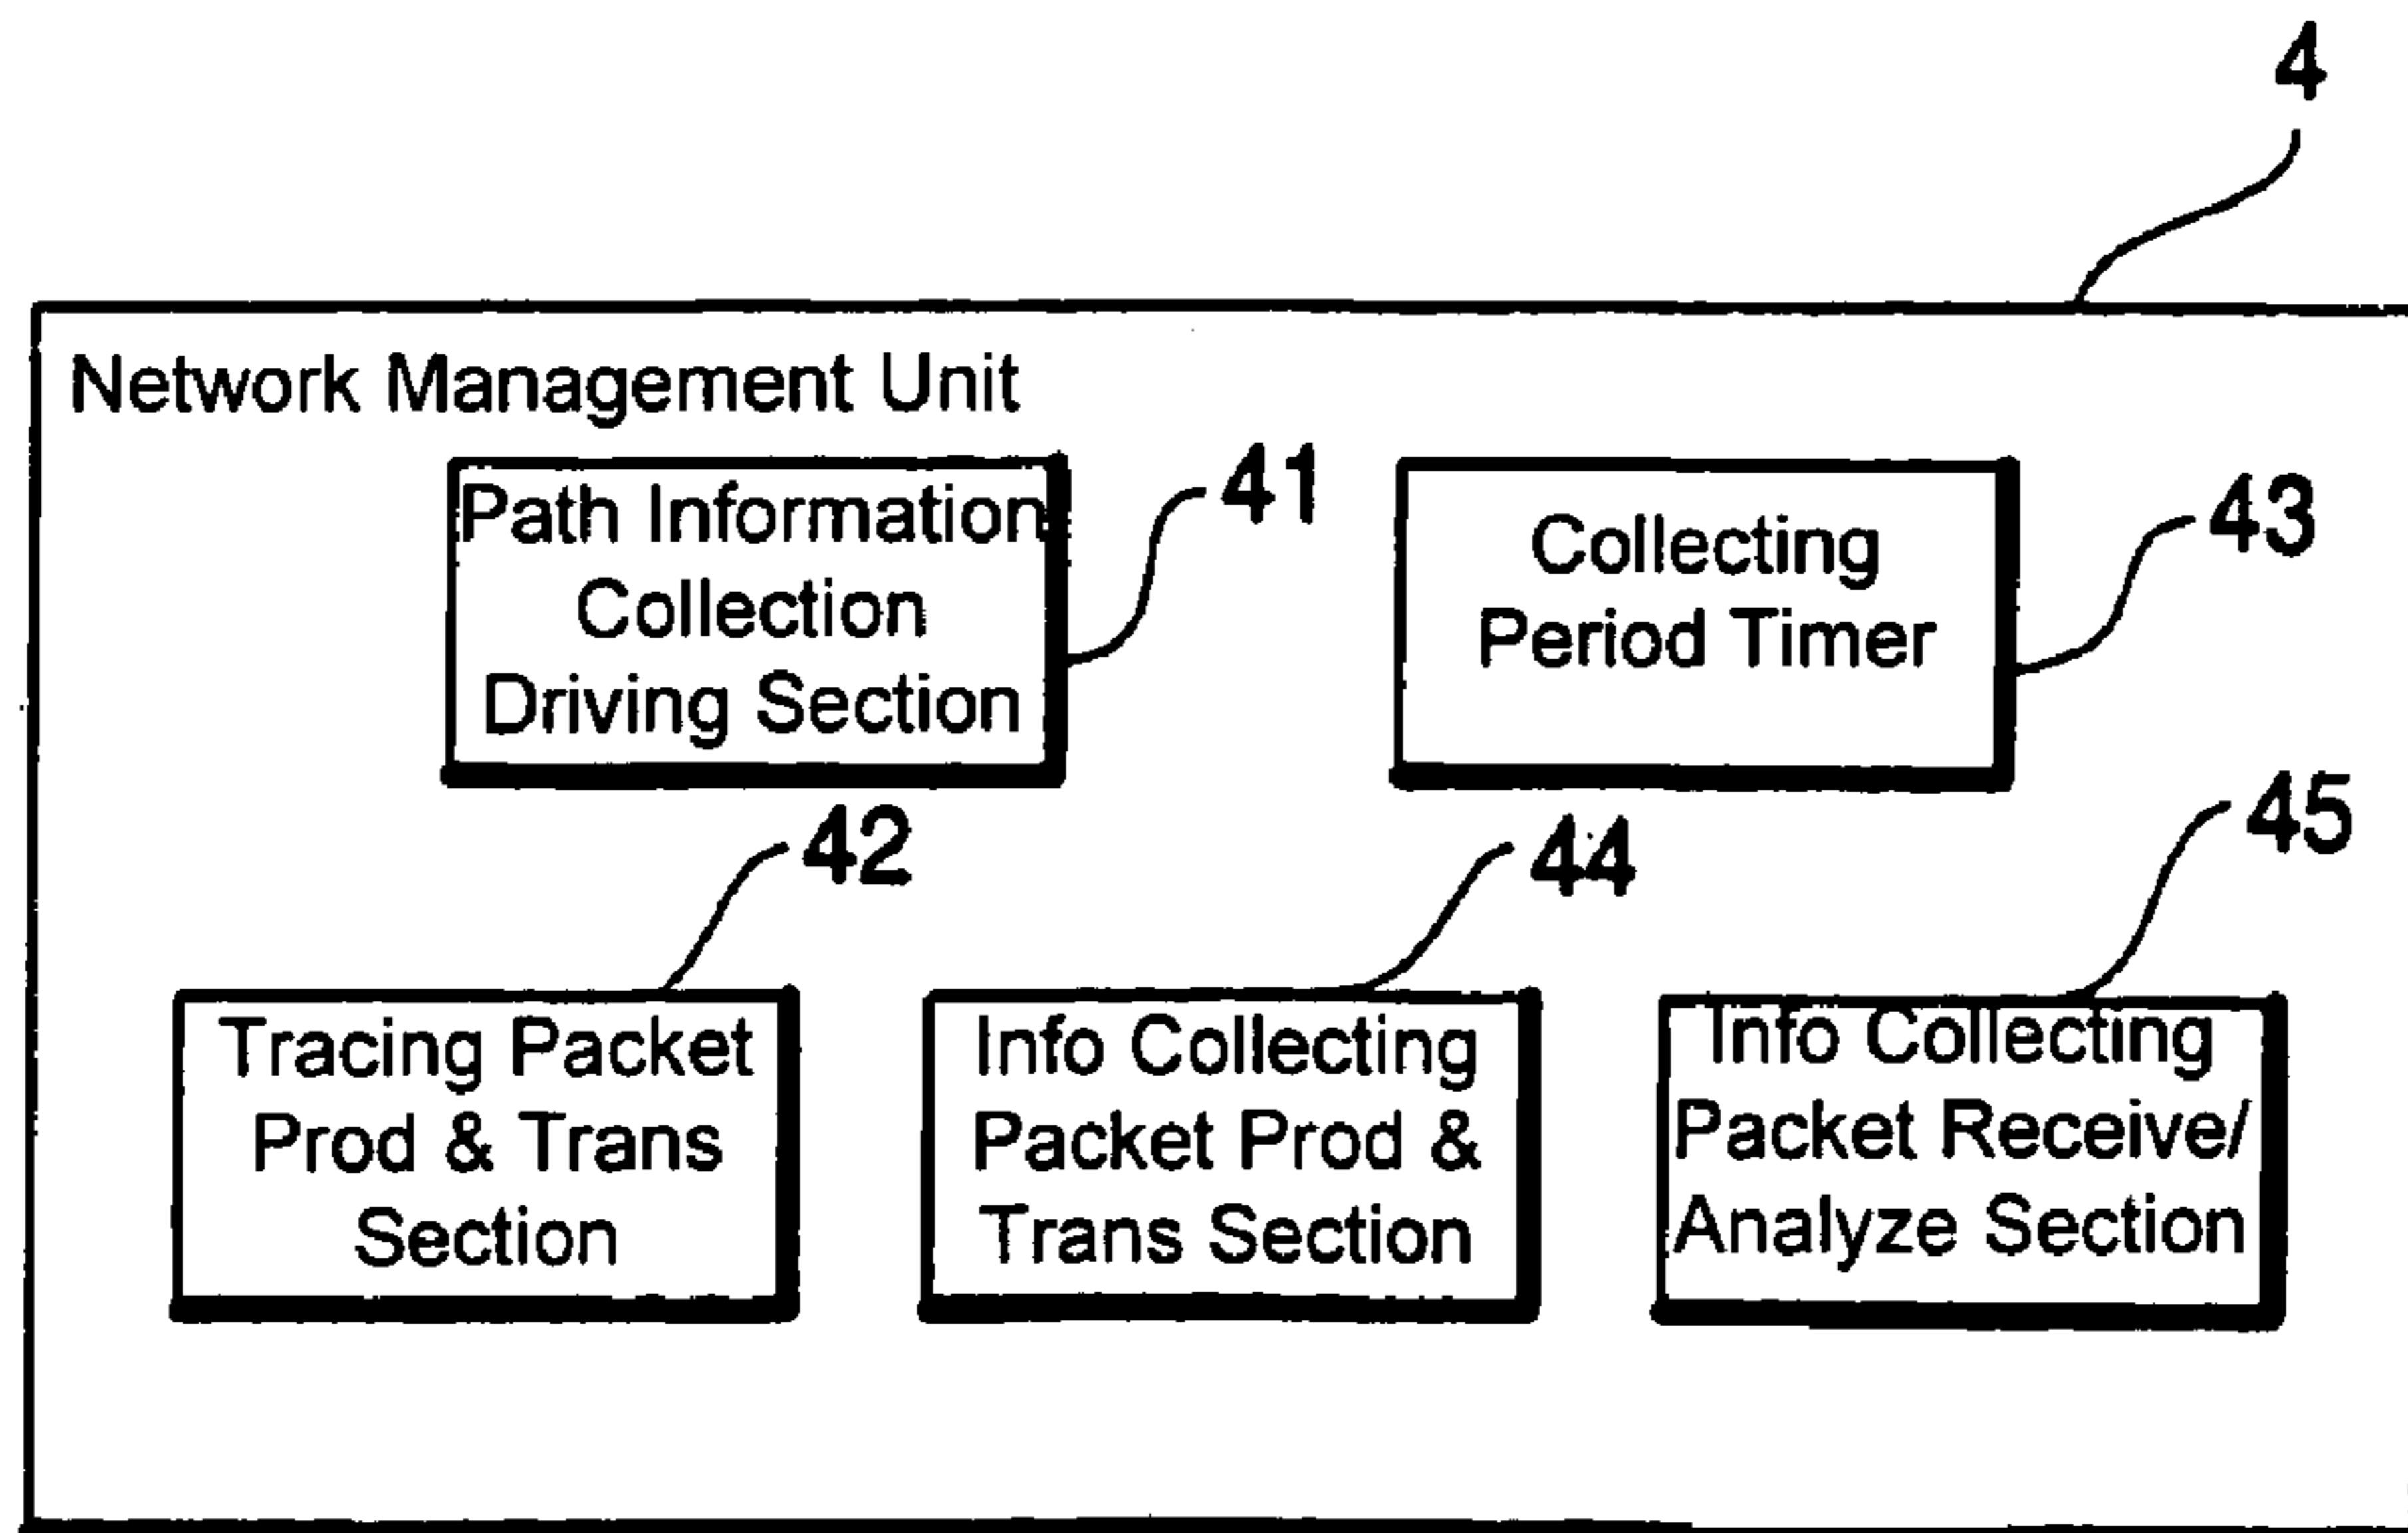 4
Network Management Unit
Path Information
Collection
Driving Section
41
Collecting
Period Timer
43
42
44
45
Tracing Packet
Prod & Trans
Section
Info Collecting
Packet Prod &
Trans Section
Info Collecting
Packet Receive/
Analyze Section